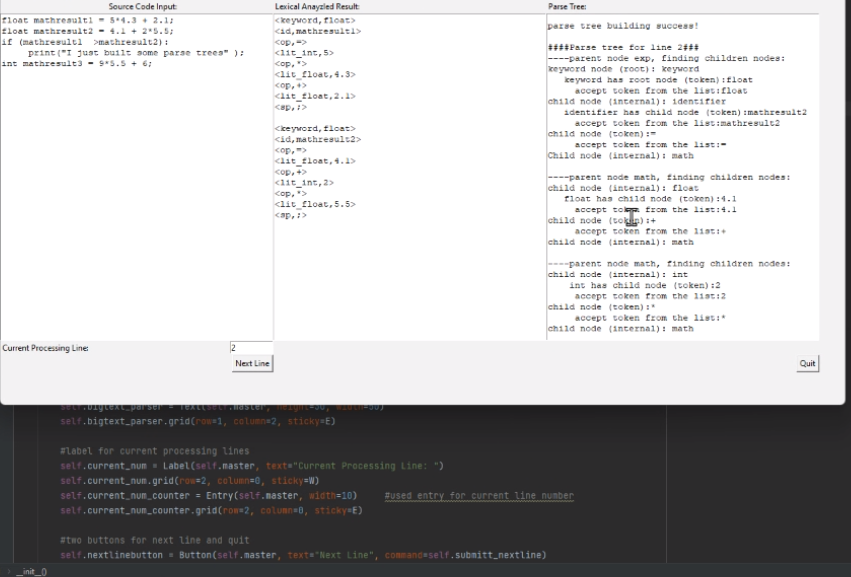 Source Code Input:
float mathresult1 = 5*4.3 + 2.1;
float mathresult2 = 4.1 + 2*5.5;
if (mathresult1  >mathresult2):
    print("I just built some parse trees" );
int mathresult3 = 9*5.5 + 6;
Lexical Anayzled Result:
<keyword,float>
<id,mathresult1>
<op,=>
<lit_int,5>
<op,*>
<lit_float,4.3>
<op,+>
<lit_float,2.1>
<sp,;>
<keyword,float>
<id,mathresult2>
<op,=>
<lit_float,4.1>
<op,+>
<lit_int,2>
<op,*>
<lit_float,5.5>
<sp,;>
Parse Tree:
parse tree building success!
####Parse tree for line 2###
----parent node exp, finding children nodes:
keyword node (root): keyword
   keyword has root node (token):float
     accept token from the list:float
child node (internal): identifier
   identifier has child node (token):mathresult2
     accept token from the list:mathresult2
child node (token):=
     accept token from the list:=
Child node (internal): math
----parent node math, finding children nodes:
child node (internal): float
   float has child node (token):4.1
     accept token from the list:4.1
child node (token):+
     accept token from the list:+
child node (internal): math
----parent node math, finding children nodes:
child node (internal): int
    int has child node (token):2
     accept token from the list:2
child node (token):*
     accept token from the list:*
child node (internal): math
Current Processing Line:
2
Next Line
Quit
self.bigtext_parser = Text(self.master, height=30, width=50)
self.bigtext_parser.grid(row=1, column=2, sticky=E)
#label for current processing lines
self.current_num = Label(self.master, text="Current Processing Line: ")
self.current_num.grid(row=2, column=0, sticky=W)
self.current_num_counter = Entry(self.master, width=10)    #used entry for current line number
self.current_num_counter.grid(row=2, column=0, sticky=E)
#two buttons for next line and quit
self.nextlinebutton = Button(self.master, text="Next Line", command=self.submitt_nextline)
__init__()